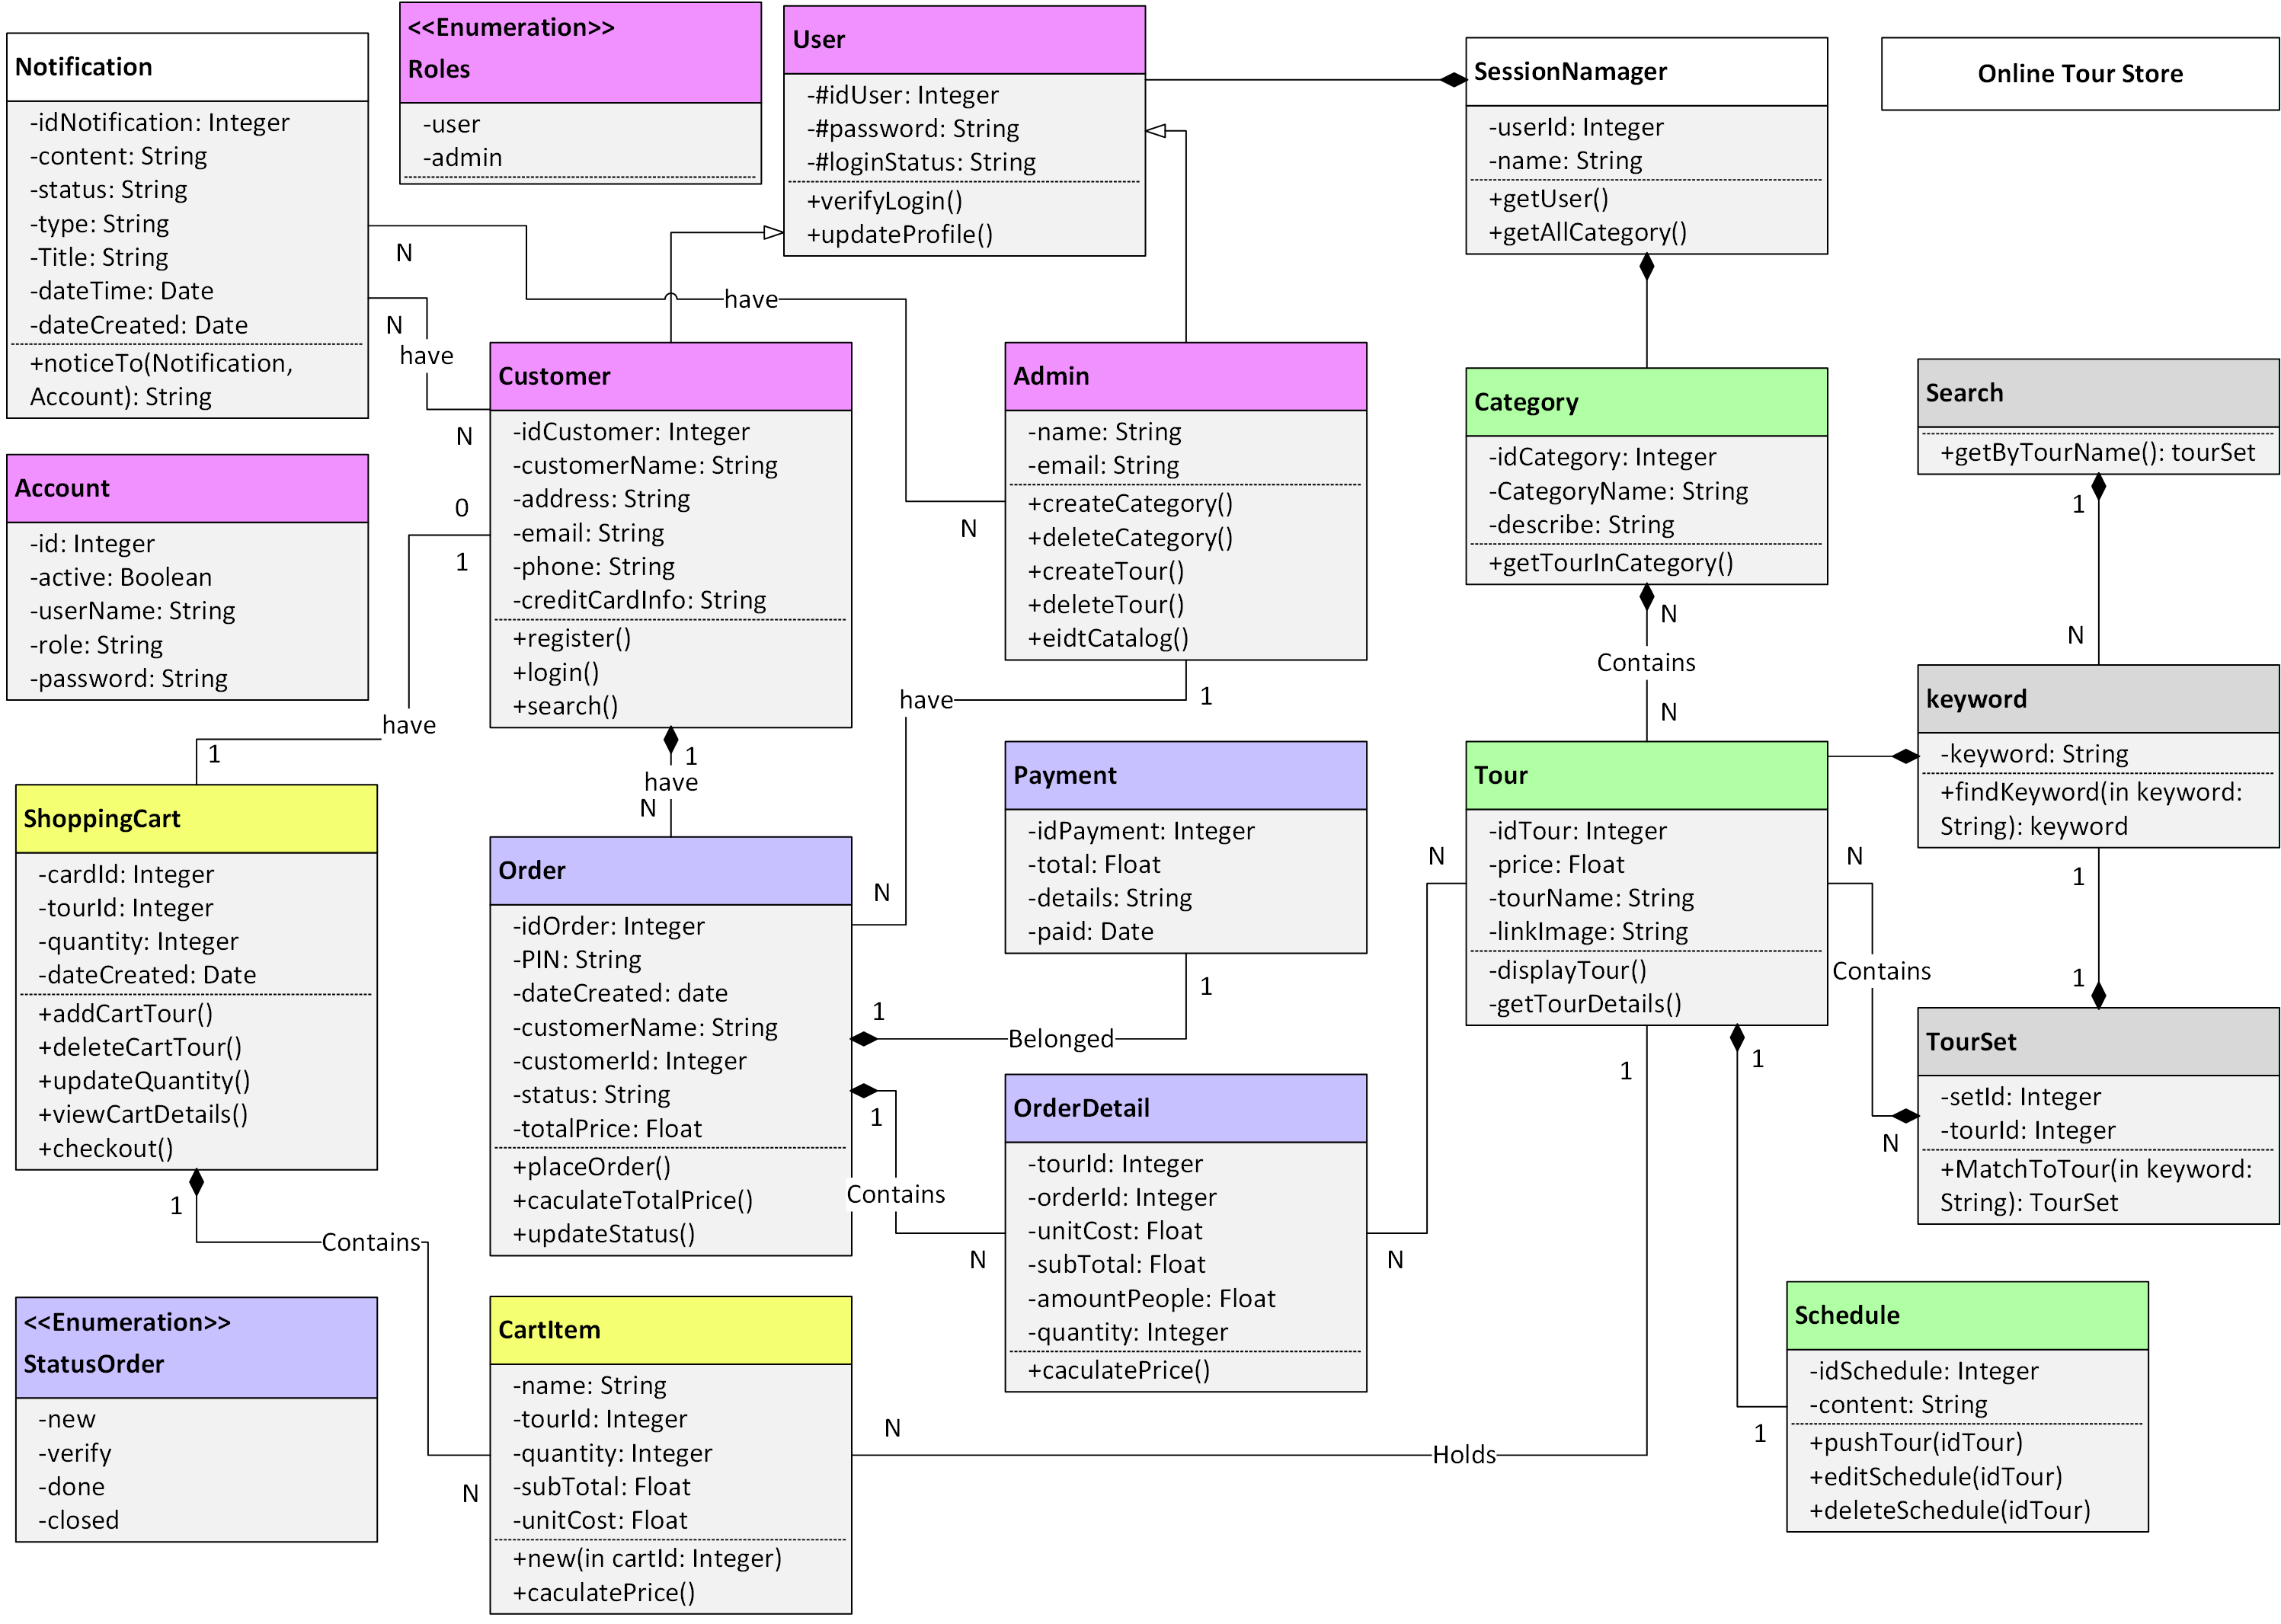 Notification
-idNotification: Integer
-content: String
-status: String
-type: String
-Title: String
-dateTime: Date
-dateCreated: Date
+noticeTo(Notification,
Account): String
<<Enumeration>>
Roles
-user
-admin
User
-#idUser: Integer
-#password: String
-#loginStatus: String
+verifyLogin()
+updateProfile()
SessionNamager
-userId: Integer
-name: String
+getUser()
+getAllCategory()
Online Tour Store
N
have
N
N
have
N
Account
-id: Integer
-active: Boolean
-userName: String
-role: String
-password: String
Customer
-idCustomer: Integer
-customerName: String
-address: String
-email: String
-phone: String
-creditCardInfo: String
+register()
+login()
+search()
Admin
-name: String
-email: String
+createCategory()
+deleteCategory()
+createTour()
+deleteTour()
+eidtCatalog()
Category
-idCategory: Integer
-CategoryName: String
-describe: String
+getTourInCategory()
Search
+getByTourName(): tourSet
0
1
have
1
1
have
N
have
1
N
N
Contains
N
1
N
keyword
-keyword: String
+findKeyword(in keyword:
String): keyword
ShoppingCart
-cardId: Integer
-tourId: Integer
-quantity: Integer
-dateCreated: Date
+addCartTour()
+deleteCartTour()
+updateQuantity()
+viewCartDetails()
+checkout()
Order
-idOrder: Integer
-PIN: String
-dateCreated: date
-customerName: String
-customerId: Integer
-status: String
-totalPrice: Float
+placeOrder()
+caculateTotalPrice()
+updateStatus()
Payment
-idPayment: Integer
-total: Float
-details: String
-paid: Date
Tour
-idTour: Integer
-price: Float
-tourName: String
-linkImage: String
-displayTour()
-getTourDetails()
1
Belonged
1
1
Contains
N
N
N
N
Contains
N
1
1
TourSet
-setId: Integer
-tourId: Integer
+MatchToTour(in keyword:
String): TourSet
OrderDetail
-tourId: Integer
-orderId: Integer
-unitCost: Float
-subTotal: Float
-amountPeople: Float
-quantity: Integer
+caculatePrice()
1
Contains
N
1
1
1
<<Enumeration>>
StatusOrder
-new
-verify
-done
-closed
CartItem
-name: String
-tourId: Integer
-quantity: Integer
-subTotal: Float
-unitCost: Float
+new(in cartId: Integer)
+caculatePrice()
N
Holds
Schedule
-idSchedule: Integer
-content: String
+pushTour(idTour)
+editSchedule(idTour)
+deleteSchedule(idTour)